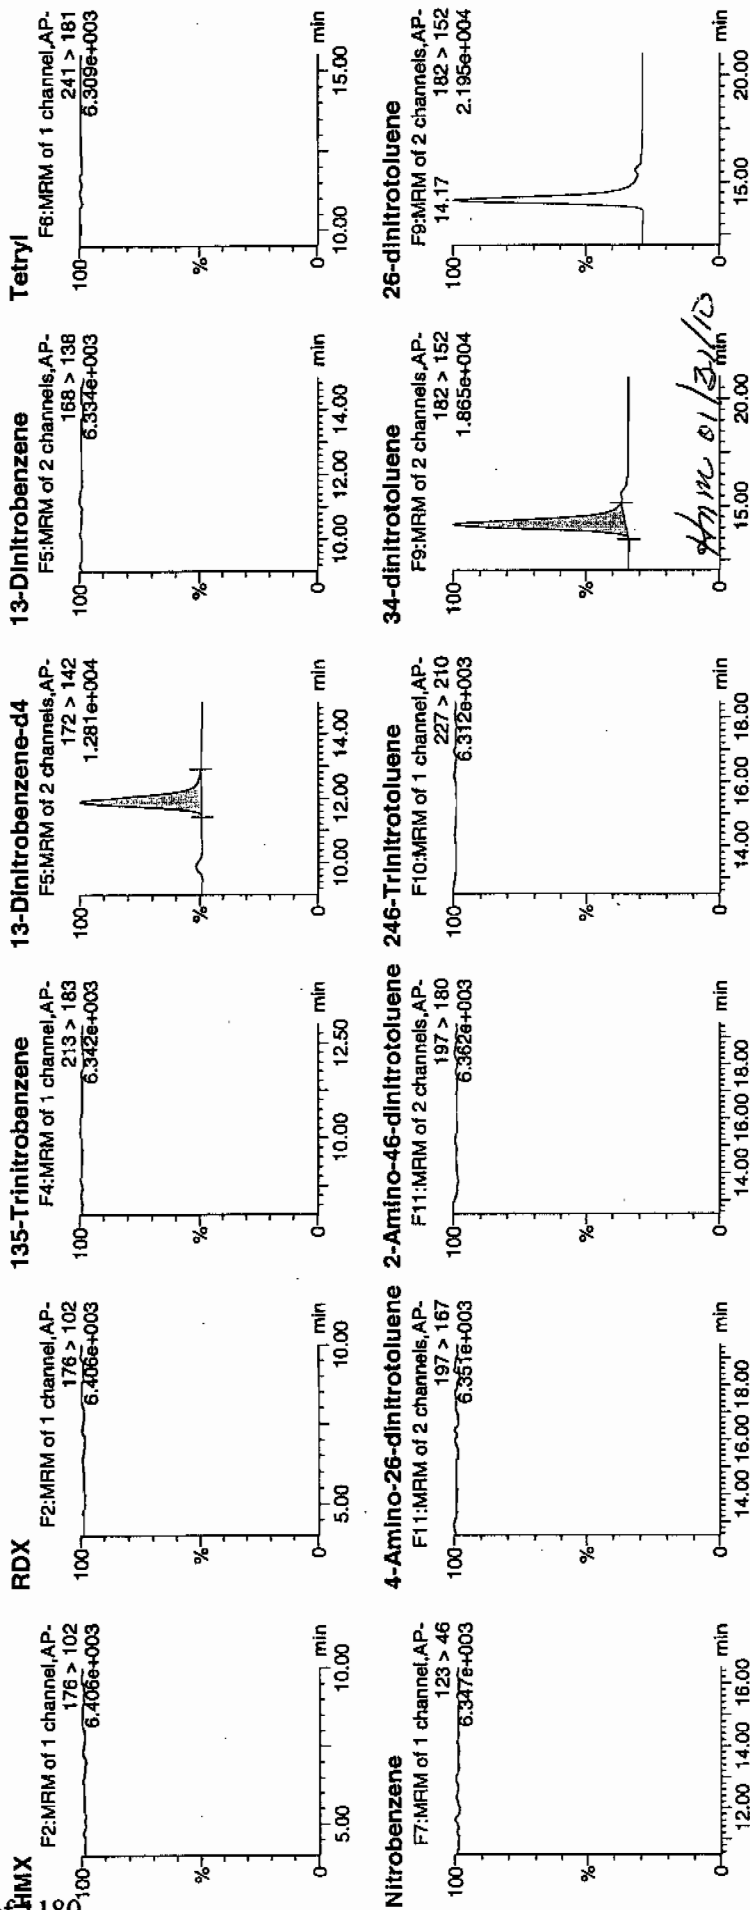 HMX
F2:MRM of 1 channel,AP-
176 > 102
6.406e+003
100
%
0
5.00 10.00 min
RDX
F2:MRM of 1 channel,AP-
176 > 102
6.406e+003
100
%
0
5.00 10.00 min
135-Trinitrobenzene
F4:MRM of 1 channel,AP-
213 > 183
6.342e+003
100
%
0
10.00 12.50 min
13-Dinitrobenzene-d4
F5:MRM of 2 channels,AP-
172 > 142
1.281e+004
100
%
0
10.00 12.00 14.00 min
13-Dinitrobenzene
F5:MRM of 2 channels,AP-
168 > 138
6.334e+003
100
%
0
10.00 12.00 14.00 min
Tetryl
F6:MRM of 1 channel,AP-
241 > 181
6.309e+003
100
%
0
10.00 15.00 min
Nitrobenzene
F7:MRM of 1 channel,AP-
123 > 46
6.347e+003
100
%
0
12.00 14.00 16.00 min
4-Amino-26-dinitrotoluene
F11:MRM of 2 channels,AP-
197 > 167
6.351e+003
100
%
0
14.00 16.00 18.00 min
2-Amino-46-dinitrotoluene
F11:MRM of 2 channels,AP-
197 > 180
6.362e+003
100
%
0
14.00 16.00 18.00 min
246-Trinitrotoluene
F10:MRM of 1 channel,AP-
227 > 210
6.312e+003
100
%
0
14.00 16.00 18.00 min
34-dinitrotoluene
F9:MRM of 2 channels,AP-
182 > 152
1.865e+004
100
%
0
15.00 20.00 min
01/31/10
26-dinitrotoluene
F9:MRM of 2 channels,AP-
182 > 152
2.195e+004
14.17
100
%
0
15.00 20.00 min